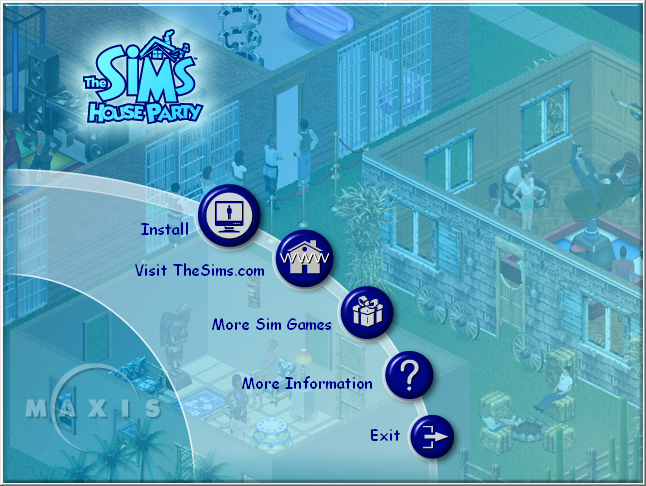 The
SiMS
HOUSE PARTY
Install
WWW
Visit TheSims.com
More Sim Games
?
More Information
MAXIS
Exit